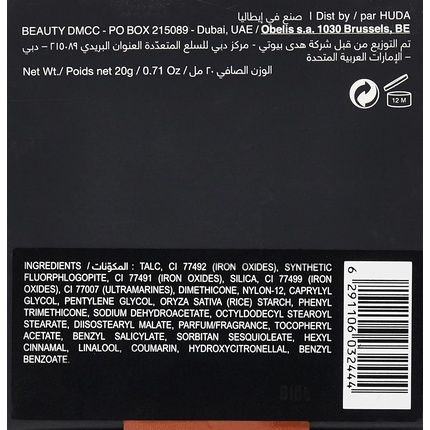 صنع في إيطاليا | Dist by / par HUDA
BEAUTY DMCC - PO BOX 215089 - Dubai, UAE / Obelis s.a. 1030 Brussels, BE
تم التوزيع من قبل شركة هدى بيوتي - مركز دبي للسلع المتعدّدة العنوان البريدي ٢١٥٠٨٩ - دبي
- الإمارات العربية المتحدة
Net Wt./ Poids net 20g / 0.71 Oz / الوزن الصافي ٢٠ مل
12 M
INGREDIENTS / المكوّنات : TALC, CI 77492 (IRON OXIDES), SYNTHETIC
FLUORPHLOGOPITE, CI 77491 (IRON OXIDES), SILICA, CI 77499 (IRON
OXIDES), CI 77007 (ULTRAMARINES), DIMETHICONE, NYLON-12, CAPRYLYL
GLYCOL, PENTYLENE GLYCOL, ORYZA SATIVA (RICE) STARCH, PHENYL
TRIMETHICONE, SODIUM DEHYDROACETATE, OCTYLDODECYL STEAROYL
STEARATE, DIISOSTEARYL MALATE, PARFUM/FRAGRANCE, TOCOPHERYL
ACETATE, BENZYL SALICYLATE, SORBITAN SESQUIOLEATE, HEXYL
CINNAMAL, LINALOOL, COUMARIN, HYDROXYCITRONELLAL, BENZYL
BENZOATE.
6 291106 032444